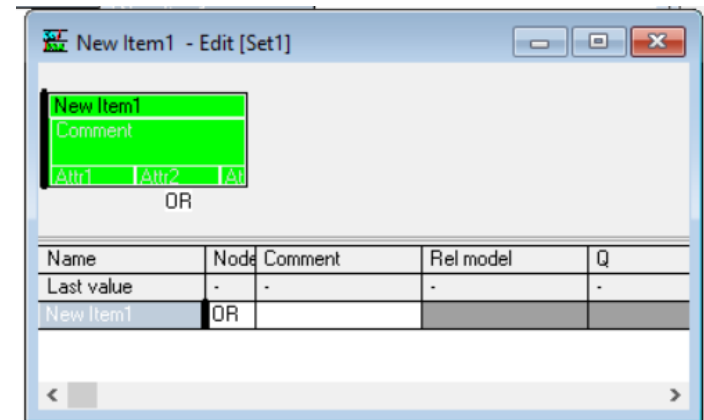 New Item1 - Edit [Set1]
New Item1
Comment
Attr1 Attr2 At
OR
Name Node Comment Rel model Q
Last value - - - -
New Item1 OR